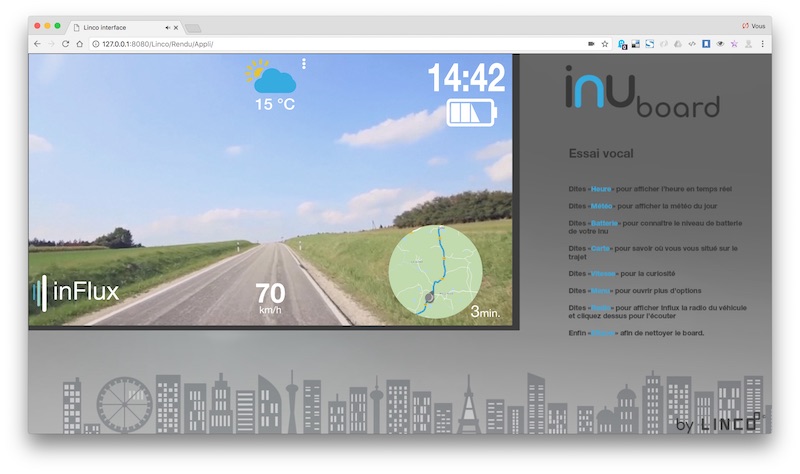 Linco interface
Vous
127.0.0.1:8080/Linco/Rendu/Appli/
15 °C
14:42
inFlux
70
km/h
3min.
inu
board
Essai vocal
Dites «Heure» pour afficher l'heure en temps réel
Dites «Météo» pour afficher la météo du jour
Dites «Batterie» pour connaitre le niveau de batterie
de votre inu
Dites «Carte» pour savoir où vous vous situé sur le
trajet
Dites «Vitesse» pour la curiosité
Dites «Menu» pour ouvrir plus d'options
Dites « » pour afficher influx la radio du véhicule
et cliquez dessus pour l'écouter
Enfin « » afin de nettoyer le board.
by LINCO